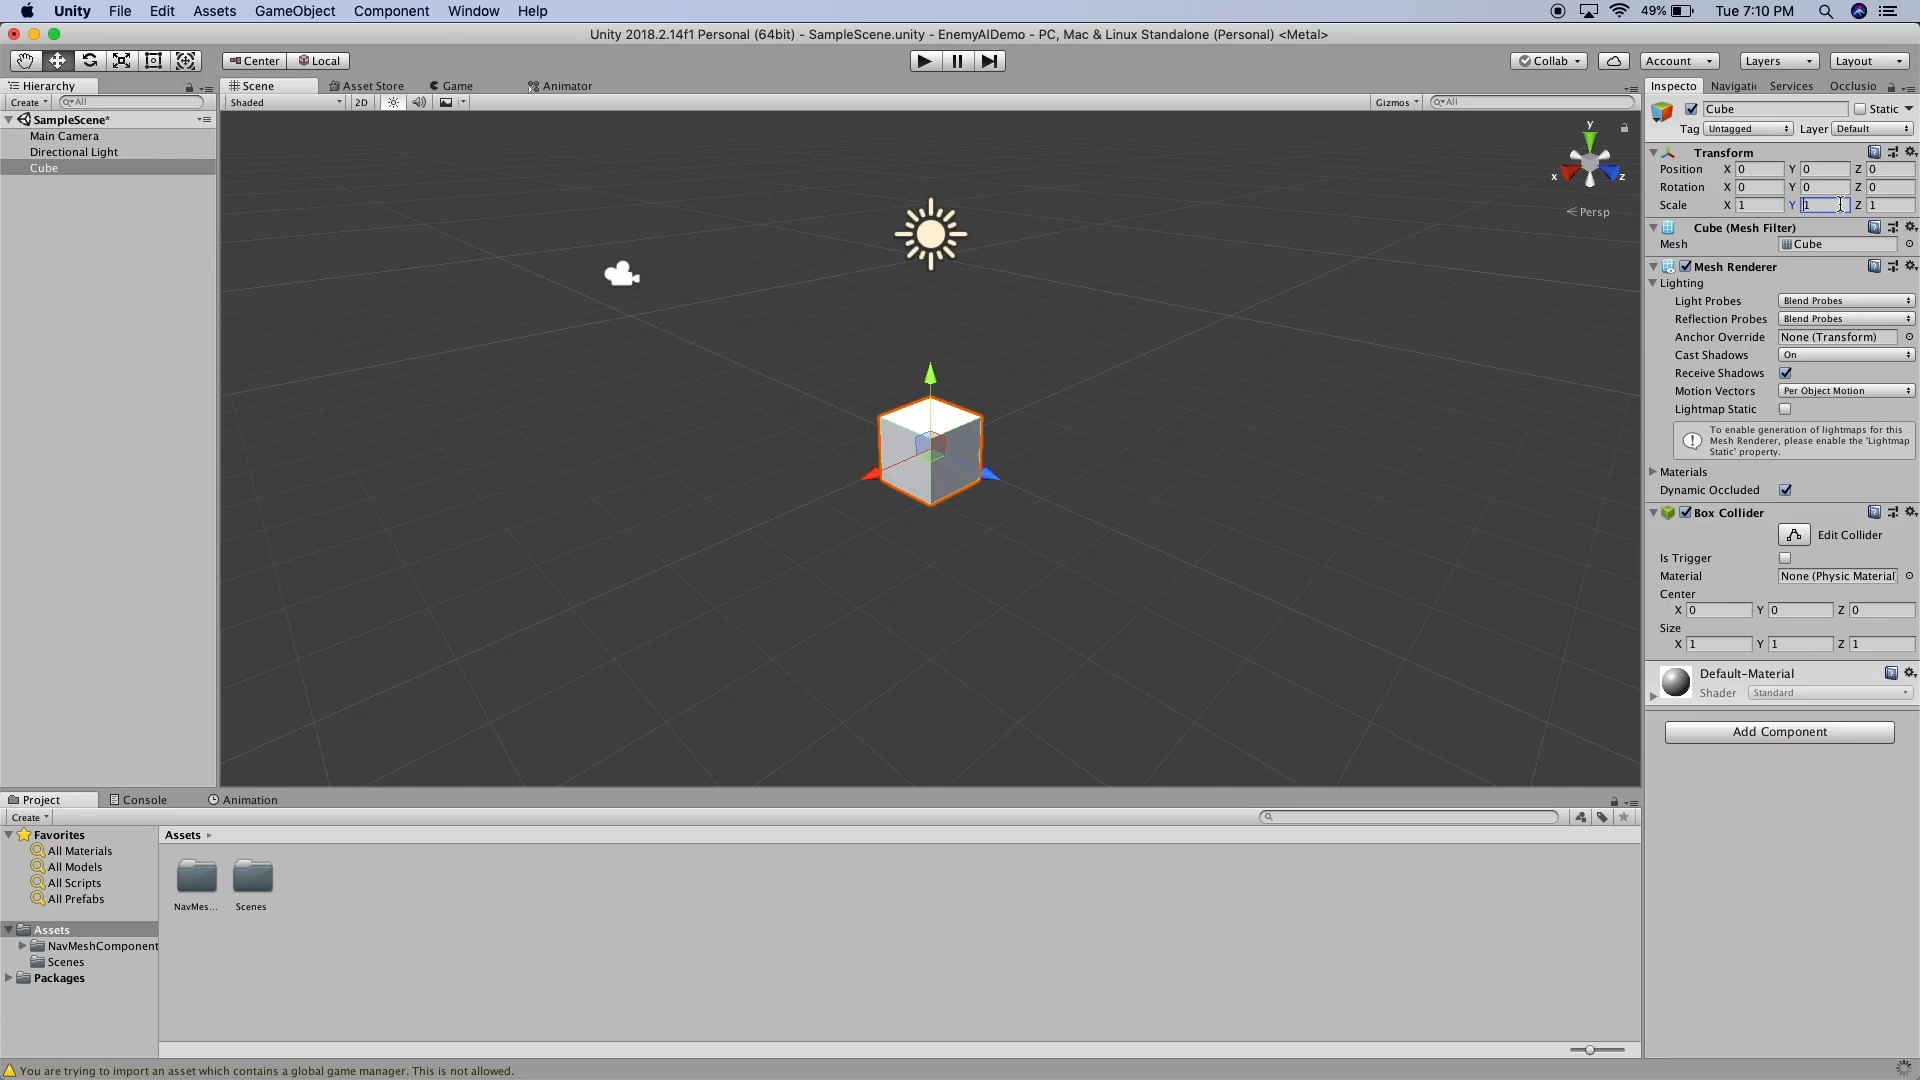 Unity File Edit Assets GameObject Component Window Help 49% Tue 7:10 PM
Unity 2018.2.14f1 Personal (64bit) - SampleScene.unity - EnemyAIDemo - PC, Mac & Linux Standalone (Personal) <Metal>
Center Local Collab Account Layers Layout
Hierarchy Scene Asset Store Game Animator Inspecto Navigati Services Occlusio
Create All Shaded 2D Gizmos All
SampleScene*
Main Camera
Directional Light
Cube
y
x z
Persp
Cube Static
Tag Untagged Layer Default
Transform
Position X 0 Y 0 Z 0
Rotation X 0 Y 0 Z 0
Scale X 1 Y 1 Z 1
Cube (Mesh Filter)
Mesh Cube
Mesh Renderer
Lighting
Light Probes Blend Probes
Reflection Probes Blend Probes
Anchor Override None (Transform)
Cast Shadows On
Receive Shadows
Motion Vectors Per Object Motion
Lightmap Static
To enable generation of lightmaps for this
Mesh Renderer, please enable the 'Lightmap
Static' property.
Materials
Dynamic Occluded
Box Collider
Edit Collider
Is Trigger
Material None (Physic Material
Center
X 0 Y 0 Z 0
Size
X 1 Y 1 Z 1
Default-Material
Shader Standard
Add Component
Project Console Animation
Create
Favorites
All Materials
All Models
All Scripts
All Prefabs
Assets
NavMeshComponent
Scenes
Packages
Assets
NavMes... Scenes
You are trying to import an asset which contains a global game manager. This is not allowed.